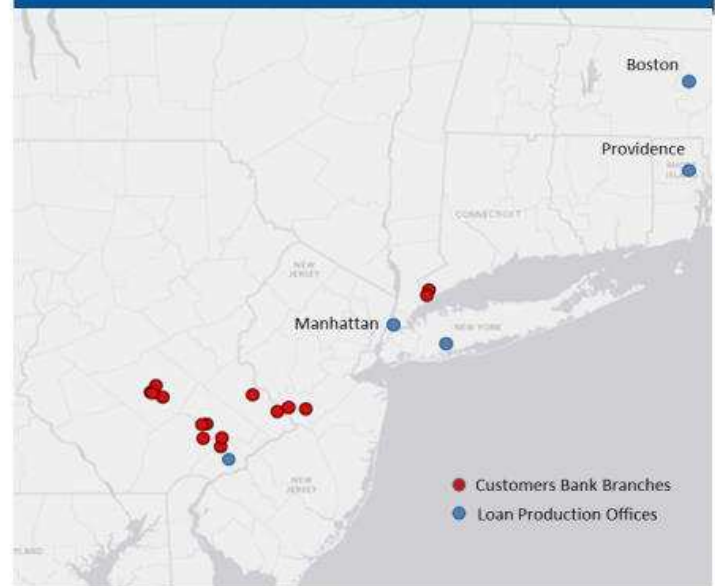 Boston
Providence
CONNECTICUT
NEW
JERSEY
Manhattan
NEW YORK
Customers Bank Branches
NEW
JERSEY
Loan Production Offices